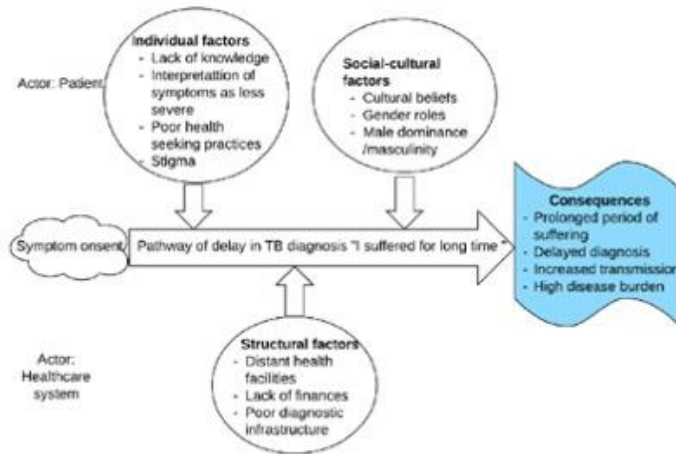 Individual factors
- Lack of knowledge
- Interprettation of
symptoms as less
severe
- Poor health
seeking practices
- Stigma
Social-cultural
factors
- Cultural beliefs
- Gender roles
- Male dominance
/masculinity
Actor: Patient
Consequences
- Prolonged period of
suffering
- Delayed diagnosis
- Increased transmission
- High disease burden
Symptom onsent
Pathway of delay in TB diagnosis "I suffered for long time "
Structural factors
- Distant health
facilities
- Lack of finances
- Poor diagnostic
infrastructure
Actor:
Healthcare
system